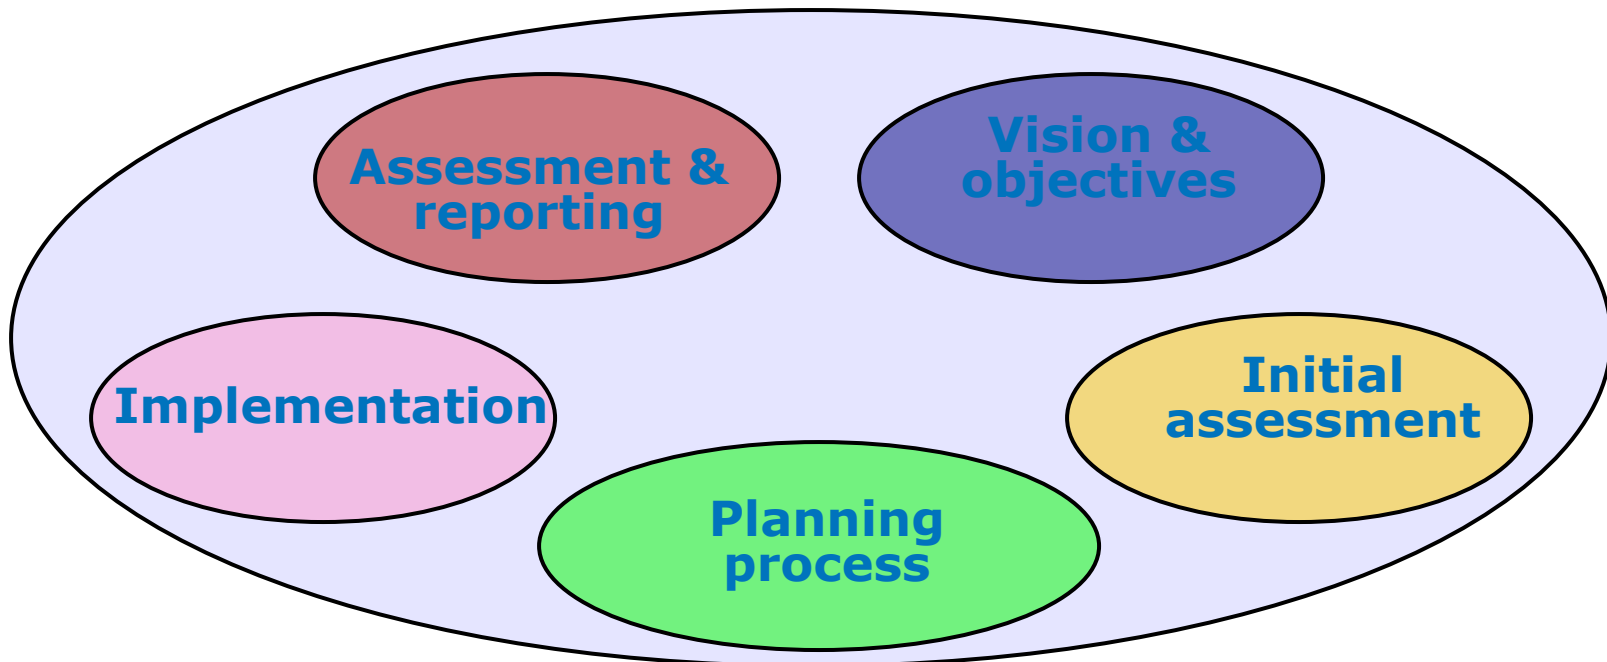 Assessment &
reporting
Vision &
objectives
Implementation
Initial
assessment
Planning
process